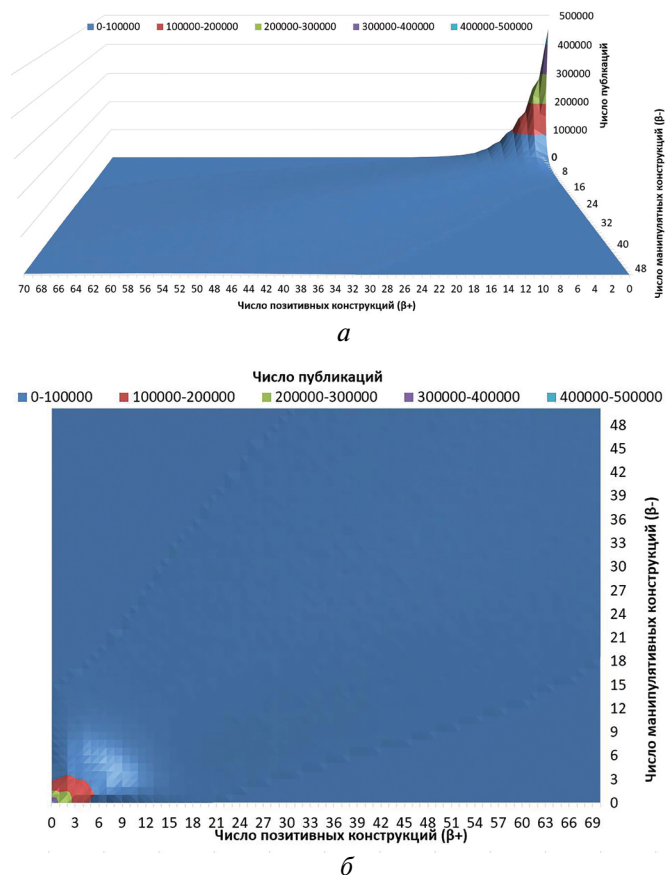 500000
0-100000 100000-200000 200000-300000 300000-400000 400000-500000
400000
300000
200000
100000
0
Число публкаций
8
16
24
32
40
48
Число манипулятных конструкций (β-)
70 68 66 64 62 60 58 56 54 52 50 48 46 44 42 40 38 36 34 32 30 28 26 24 22 20 18 16 14 12 10 8 6 4 2 0
Число позитивных конструкций (β+)
а
Число публикаций
0-100000 100000-200000 200000-300000 300000-400000 400000-500000
48
45
42
39
36
33
30
27
24
21
18
15
12
9
6
3
0
Число манипулятивных конструкций (β-)
0 3 6 9 12 15 18 21 24 27 30 33 36 39 42 45 48 51 54 57 60 63 66 69
Число позитивных конструкций (β+)
б